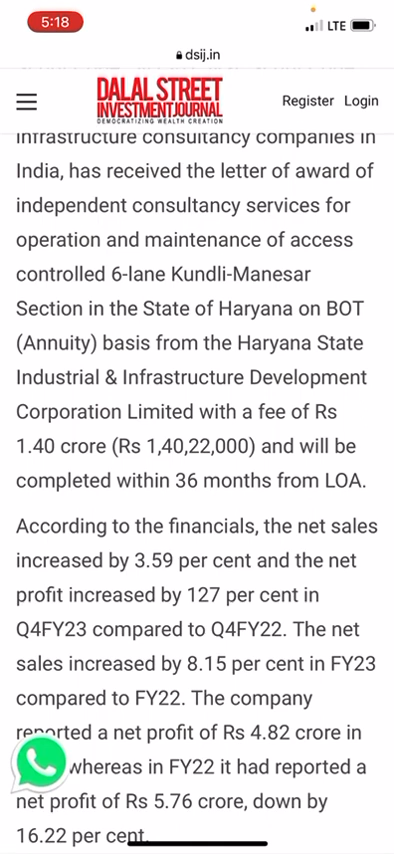 5:18
LTE
dsij.in
DALAL STREET
INVESTMENT JOURNAL
DEMOCRATIZING WEALTH CREATION
Register Login
infrastructure consultancy companies in
India, has received the letter of award of
independent consultancy services for
operation and maintenance of access
controlled 6-lane Kundli-Manesar
Section in the State of Haryana on BOT
(Annuity) basis from the Haryana State
Industrial & Infrastructure Development
Corporation Limited with a fee of Rs
1.40 crore (Rs 1,40,22,000) and will be
completed within 36 months from LOA.
According to the financials, the net sales
increased by 3.59 per cent and the net
profit increased by 127 per cent in
Q4FY23 compared to Q4FY22. The net
sales increased by 8.15 per cent in FY23
compared to FY22. The company
reported a net profit of Rs 4.82 crore in
whereas in FY22 it had reported a
net profit of Rs 5.76 crore, down by
16.22 per cent.